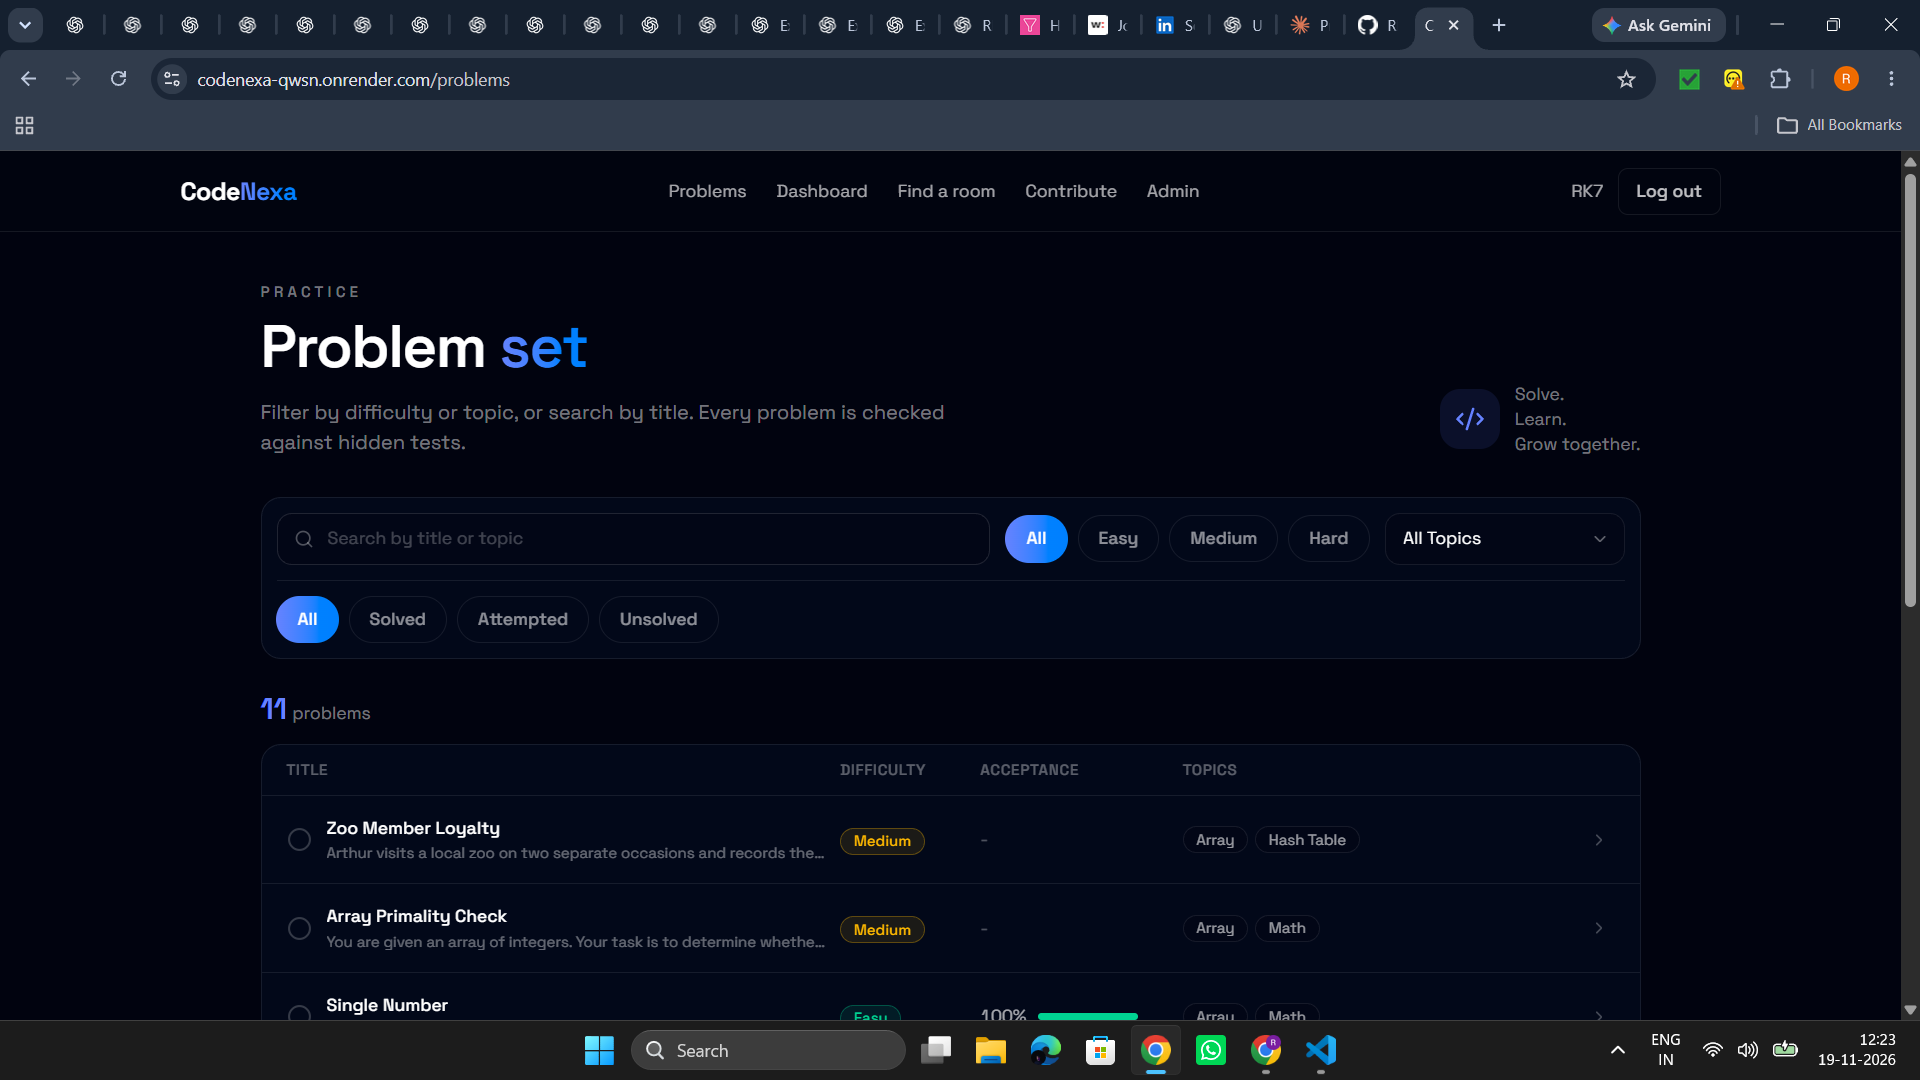 E
E
E
R
H
Jo
S
U
P
R
C
Ask Gemini
codenexa-qwsn.onrender.com/problems
R
All Bookmarks
CodeNexa
Problems
Dashboard
Find a room
Contribute
Admin
RK7
Log out
PRACTICE
Problem set
Filter by difficulty or topic, or search by title. Every problem is checked
against hidden tests.
</>
Solve.
Learn.
Grow together.
Search by title or topic
All
Easy
Medium
Hard
All Topics
All
Solved
Attempted
Unsolved
11 problems
TITLE
DIFFICULTY
ACCEPTANCE
TOPICS
Zoo Member Loyalty
Arthur visits a local zoo on two separate occasions and records the...
Medium
-
Array
Hash Table
Array Primality Check
You are given an array of integers. Your task is to determine whethe...
Medium
-
Array
Math
Single Number
Easy
100%
Array
Math
Search
ENG
IN
12:23
19-11-2026